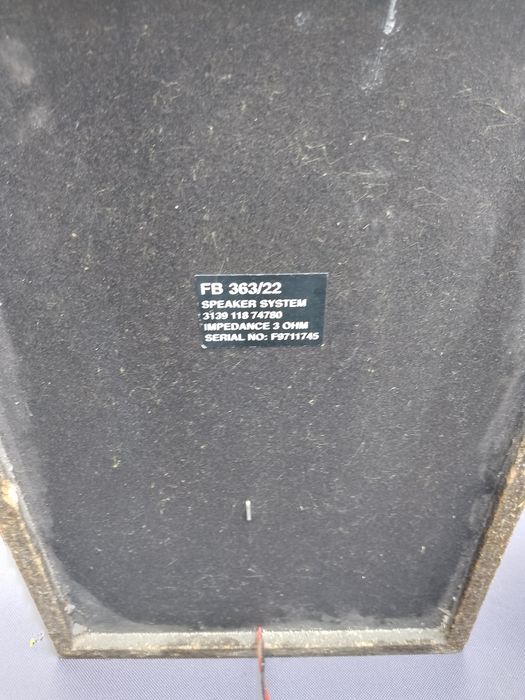 FB 363/22
SPEAKER SYSTEM
3139 118 74780
IMPEDANCE 3 OHM
SERIAL NO: F9711745